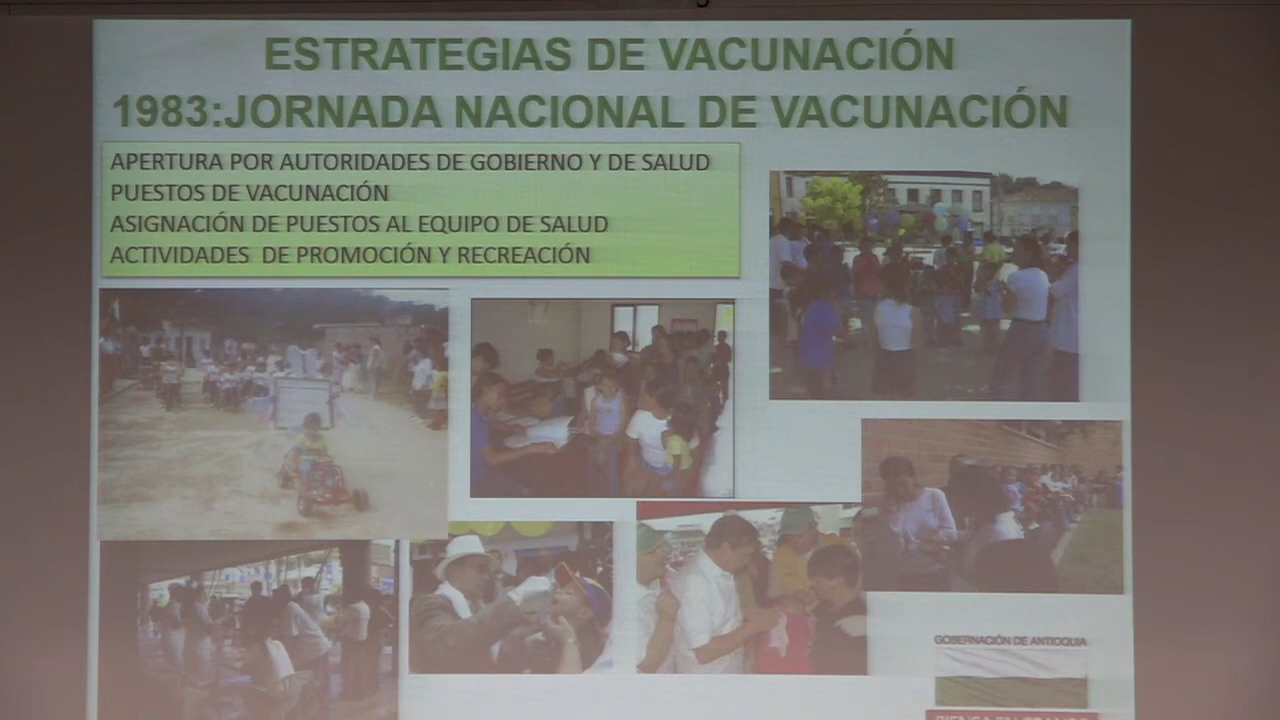 ESTRATEGIAS DE VACUNACIÓN
1983:JORNADA NACIONAL DE VACUNACIÓN
APERTURA POR AUTORIDADES DE GOBIERNO Y DE SALUD
PUESTOS DE VACUNACIÓN
ASIGNACIÓN DE PUESTOS AL EQUIPO DE SALUD
ACTIVIDADES DE PROMOCIÓN Y RECREACIÓN
GOBERNACIÓN DE ANTIOQUIA